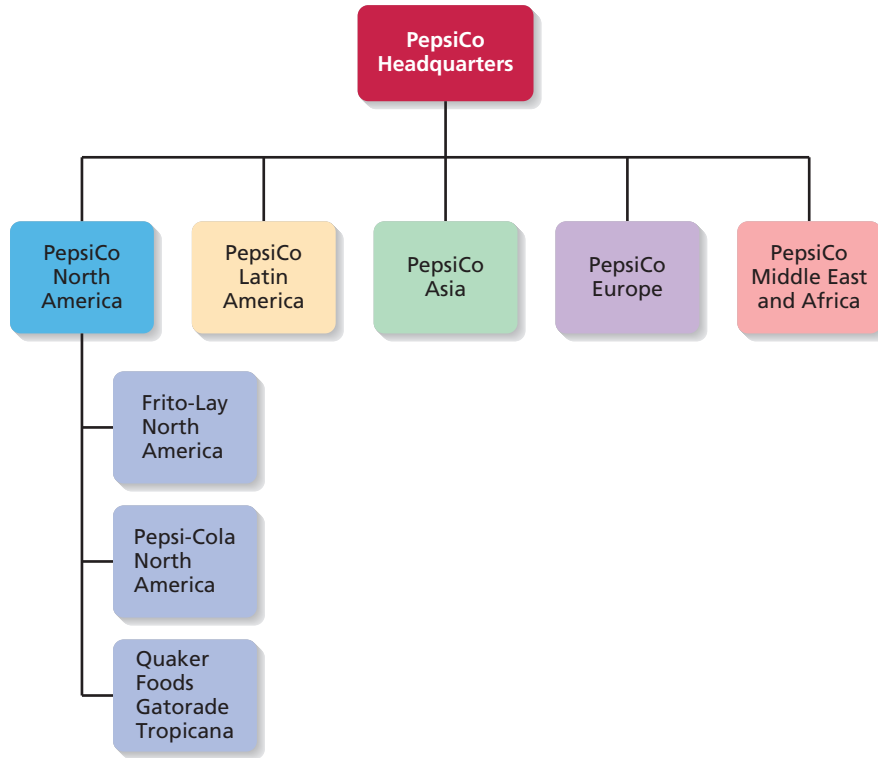 PepsiCo
Headquarters
PepsiCo
North
America
PepsiCo
Latin
America
PepsiCo
Asia
PepsiCo
Europe
PepsiCo
Middle East
and Africa
Frito-Lay
North
America
Pepsi-Cola
North
America
Quaker
Foods
Gatorade
Tropicana